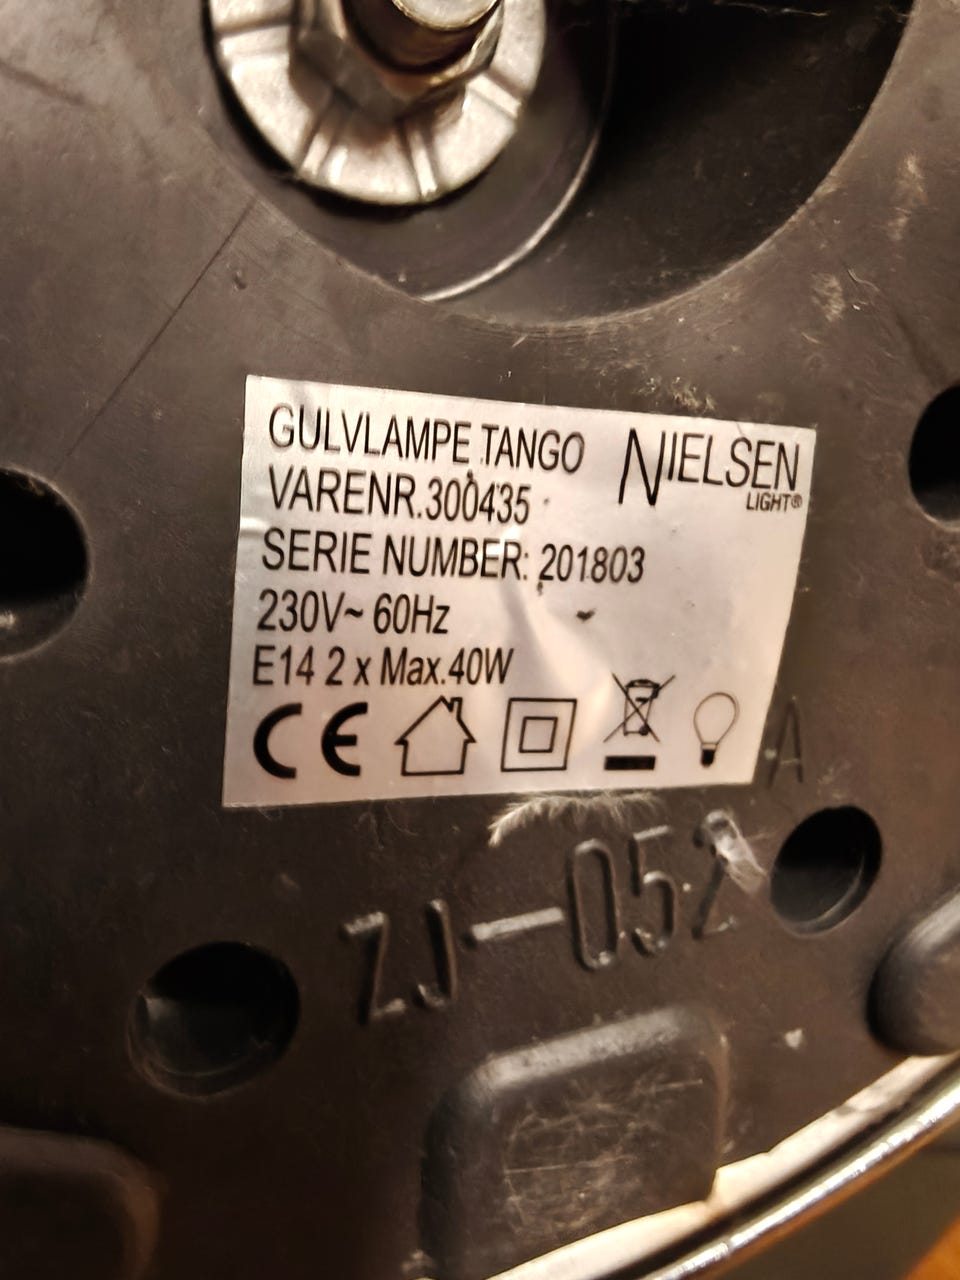 GULVLAMPE TANGO
NIELSEN
LIGHT®
VARENR.300435
SERIE NUMBER: 201803
230V~ 60Hz
E14 2 x Max.40W
CE
A
ZJ-052